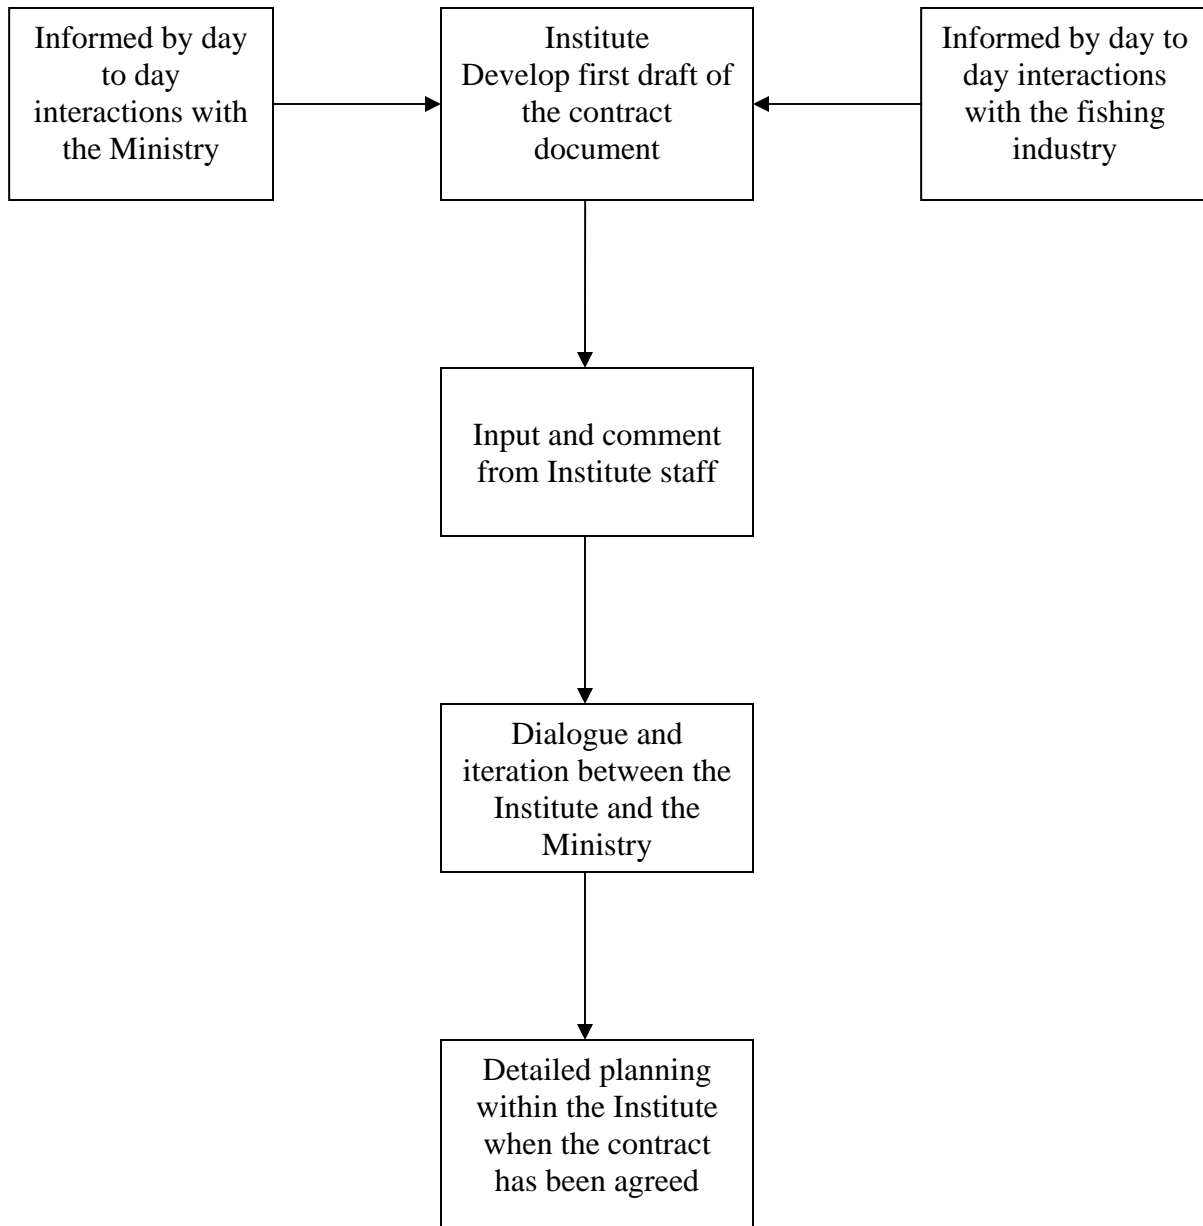 Informed by day
to day
interactions with
the Ministry
Institute
Develop first draft of
the contract
document
Informed by day to
day interactions
with the fishing
industry
Input and comment
from Institute staff
Dialogue and
iteration between the
Institute and the
Ministry
Detailed planning
within the Institute
when the contract
has been agreed